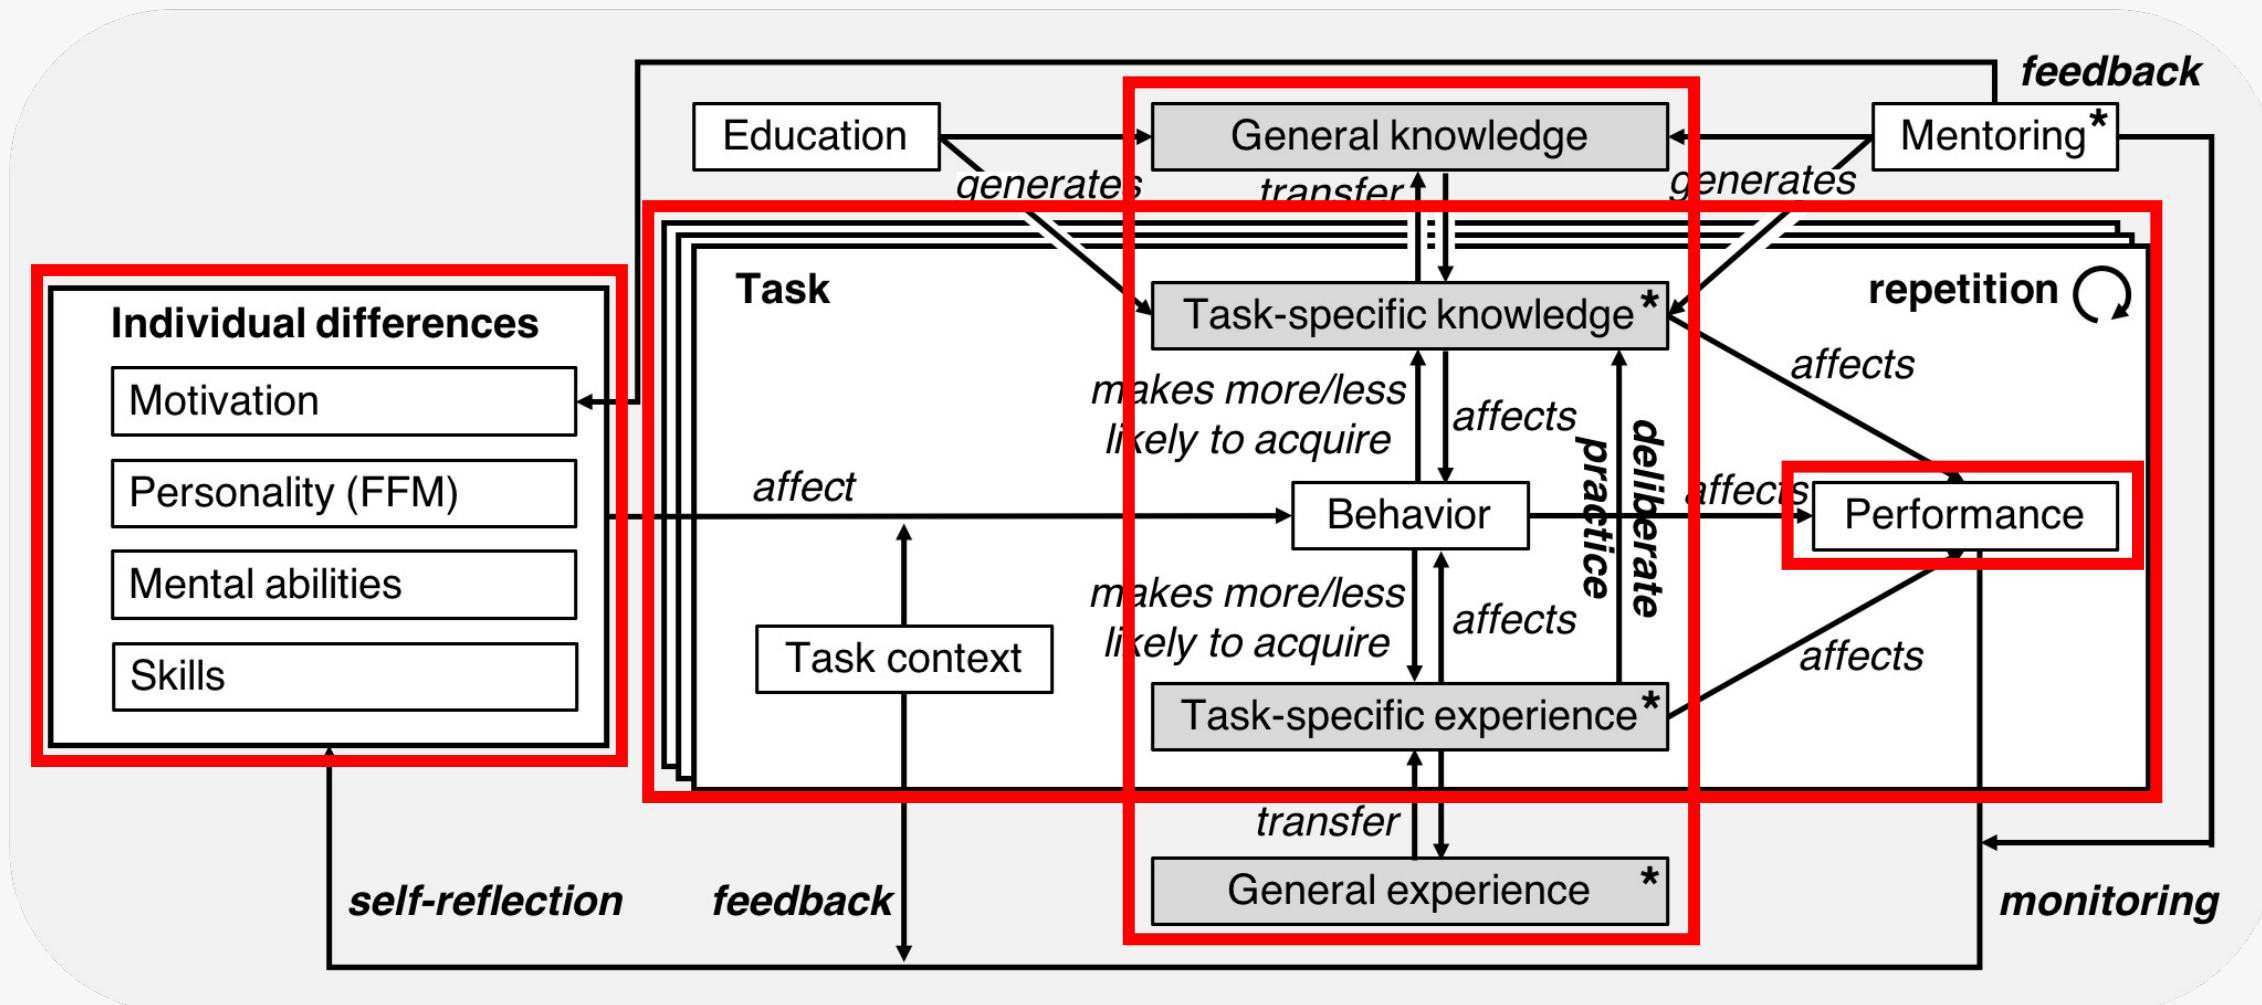 feedback
Education
General knowledge
Mentoring*
generates
transfer
generates
Task
repetition
Task-specific knowledge*
Individual differences
Motivation
Personality (FFM)
Mental abilities
Skills
makes more/less
likely to acquire
affects
affects
deliberate
practice
affect
Behavior
affects
Performance
makes more/less
likely to acquire
affects
affects
Task context
Task-specific experience*
transfer
General experience *
self-reflection
feedback
monitoring